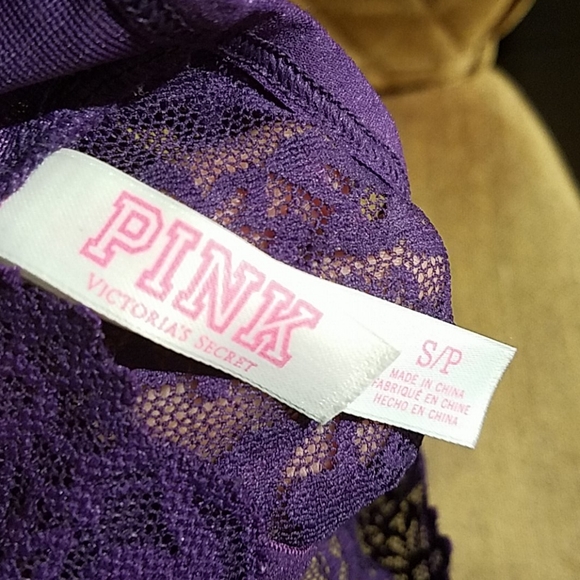 PINK
VICTORIA'S SECRET
S/P
MADE IN CHINA
FABRIQUÉ EN CHINE
HECHO EN CHINA